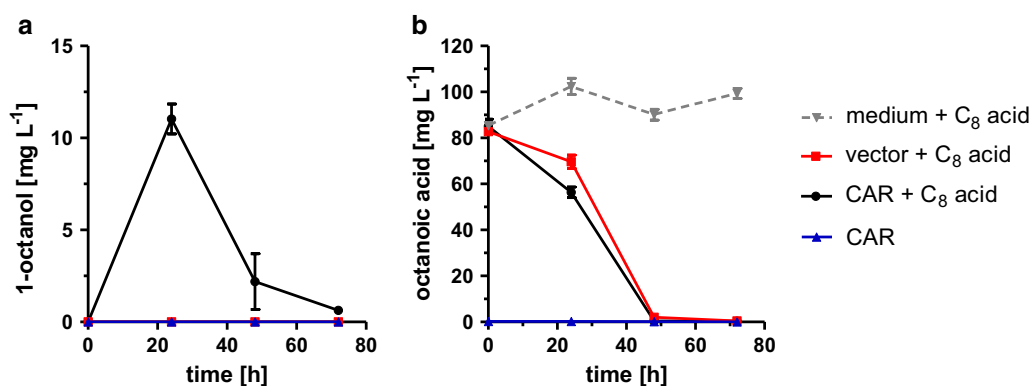 a
b
15
10
5
0
1-octanol [mg L⁻¹]
0
20
40
60
80
time [h]
120
100
80
60
40
20
0
octanoic acid [mg L⁻¹]
0
20
40
60
80
time [h]
medium + C₈ acid
vector + C₈ acid
CAR + C₈ acid
CAR